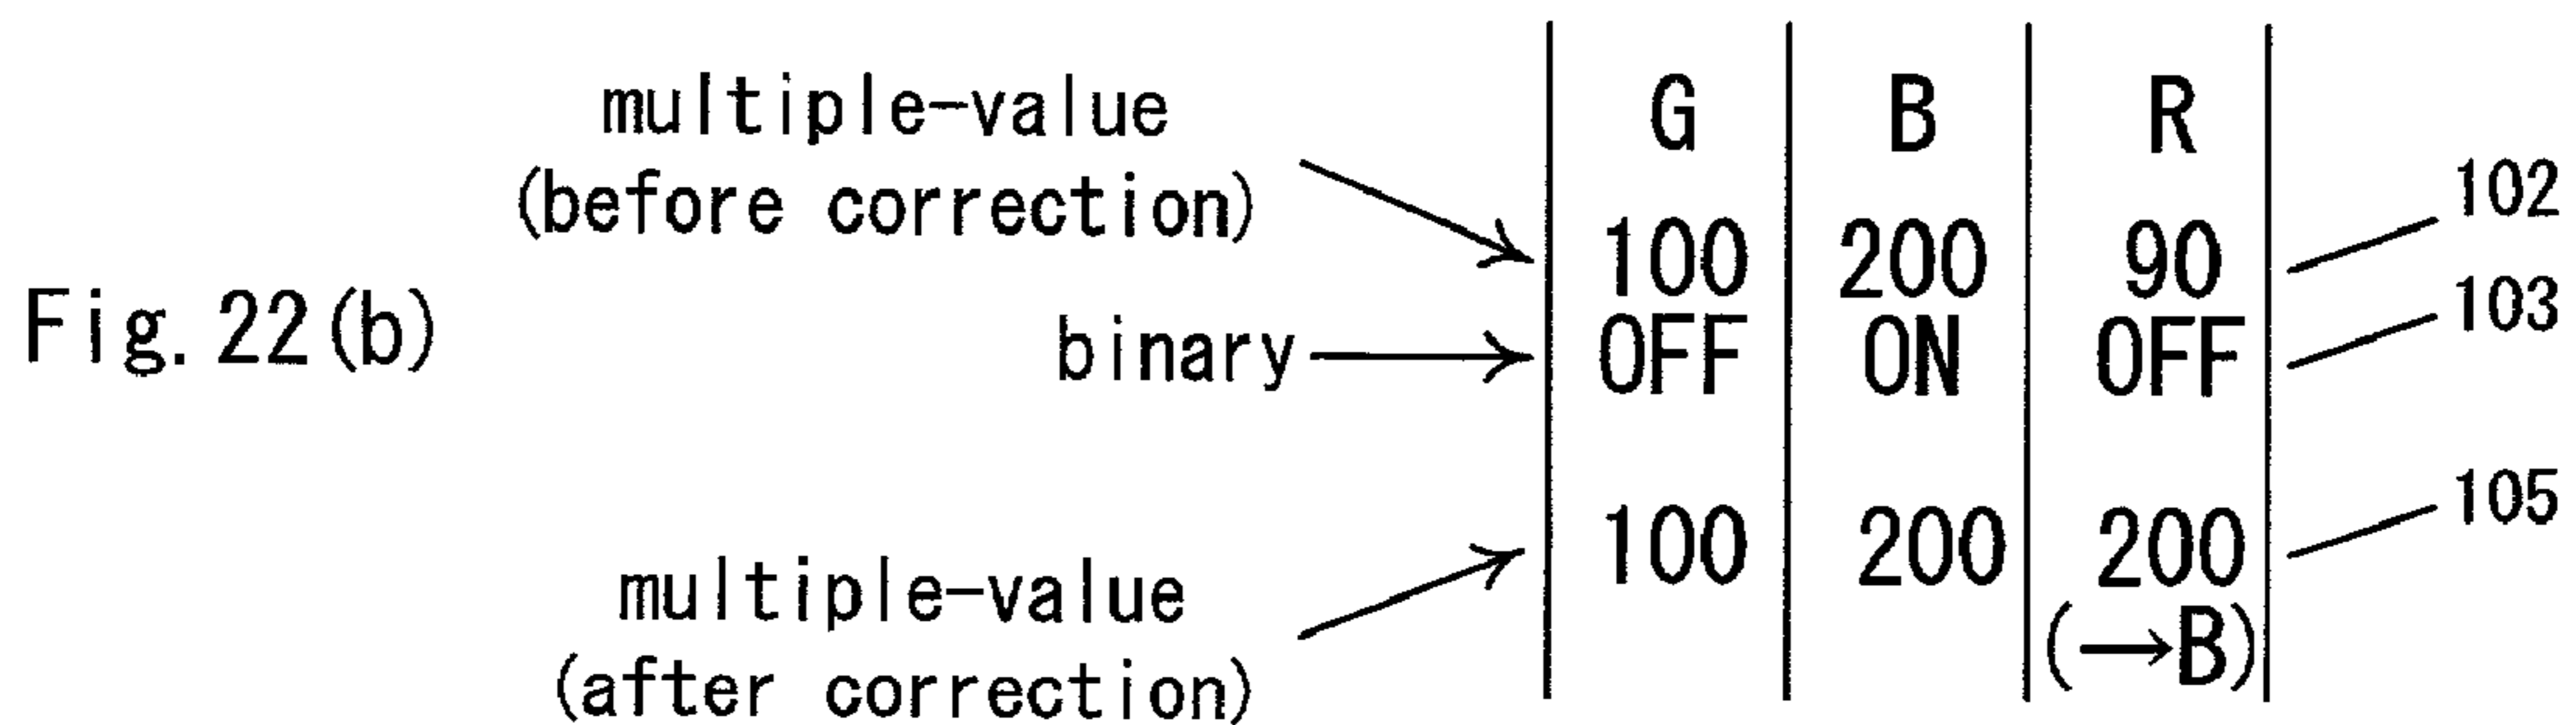 G B R
multiple-value
(before correction)
100 200 90 102
Fig. 22(b)
binary OFF ON OFF 103
100 200 200 105
multiple-value
(after correction)
(→B)